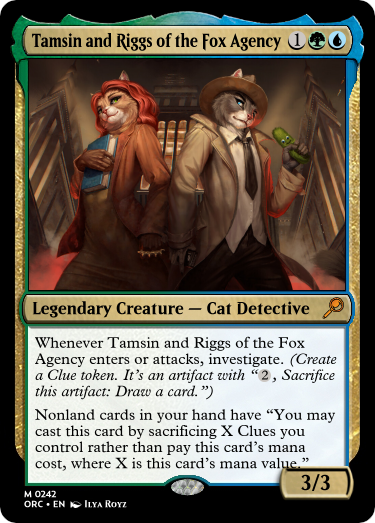 Tamsin and Riggs of the Fox Agency 1
Legendary Creature — Cat Detective
Whenever Tamsin and Riggs of the Fox
Agency enters or attacks, investigate. (Create
a Clue token. It's an artifact with “2, Sacrifice
this artifact: Draw a card.”)
Nonland cards in your hand have “You may
cast this card by sacrificing X Clues you
control rather than pay this card's mana
cost, where X is this card's mana value.”
3/3
M 0242
ORC • EN Ilya Royz